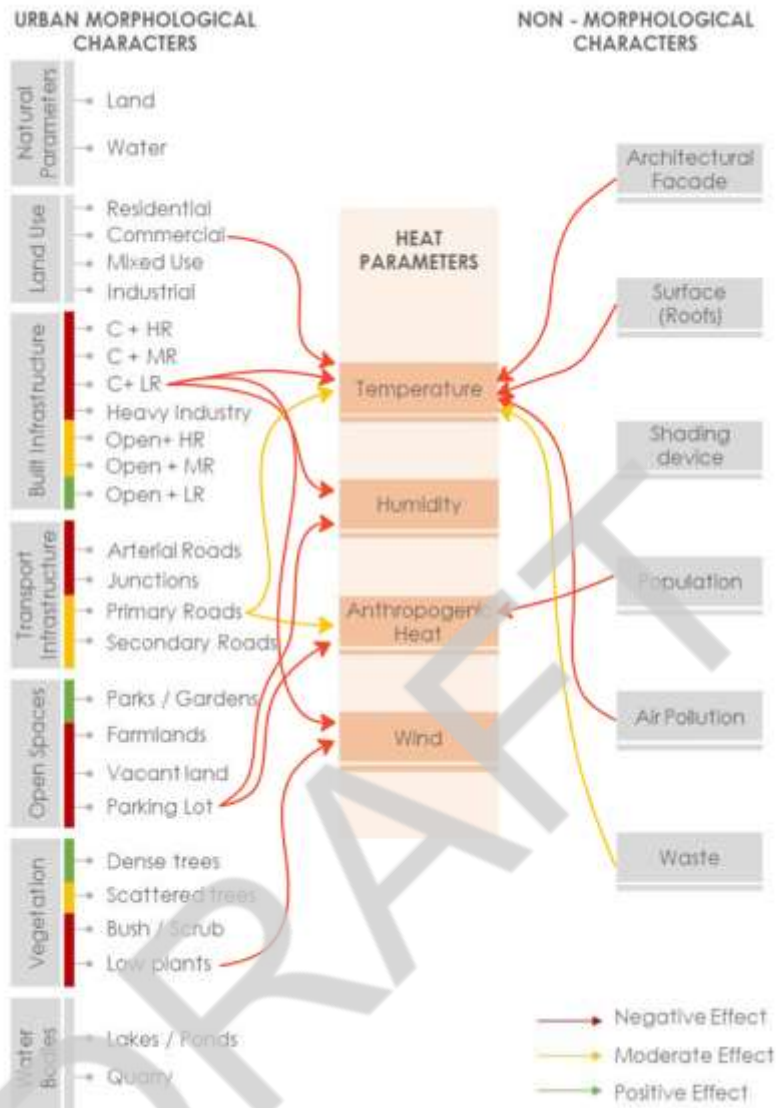 URBAN MORPHOLOGICAL
CHARACTERS
Natural
Parameters
Land
Water
Land Use
Residential
Commercial
Mixed Use
Industrial
Built Infrastructure
C + HR
C + MR
C+ LR
Heavy Industry
Open+ HR
Open + MR
Open + LR
Transport
Infrastructure
Arterial Roads
Junctions
Primary Roads
Secondary Roads
Open Spaces
Parks / Gardens
Farmlands
Vacant land
Parking Lot
Vegetation
Dense trees
Scattered trees
Bush / Scrub
Low plants
Water
Bodies
Lakes / Ponds
Quarry
HEAT
PARAMETERS
Temperature
Humidity
Anthropogenic
Heat
Wind
NON - MORPHOLOGICAL
CHARACTERS
Architectural
Facade
Surface
(Roofs)
Shading
device
Population
Air Pollution
Waste
Negative Effect
Moderate Effect
Positive Effect
DRAFT